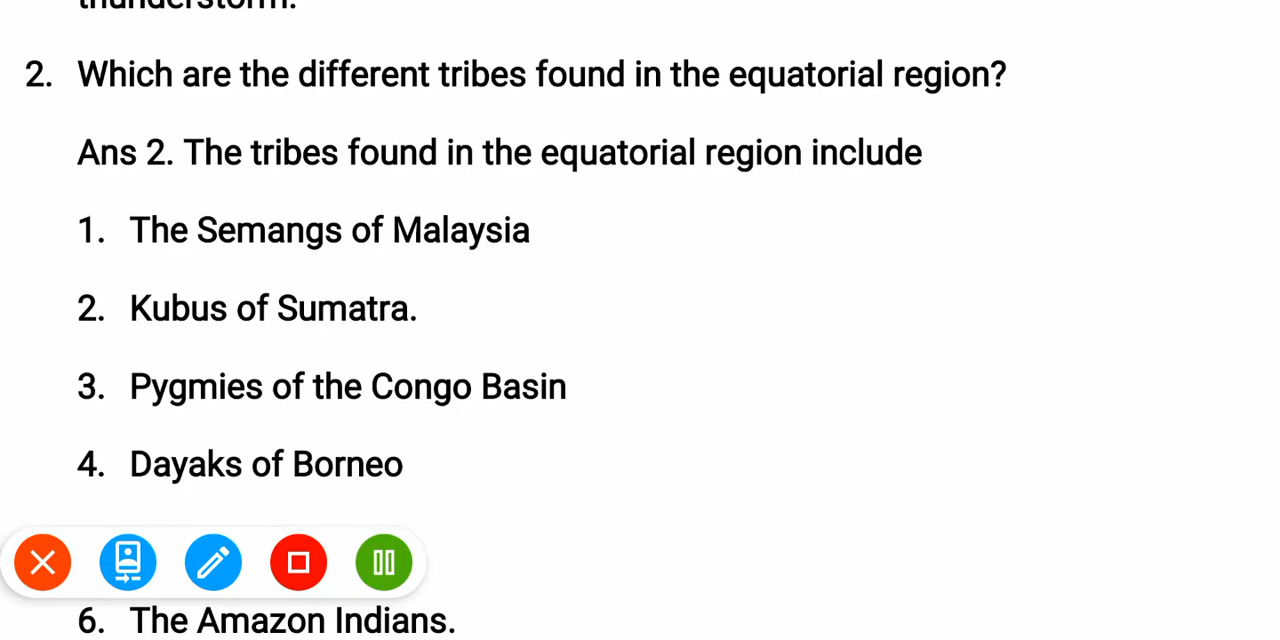 2. Which are the different tribes found in the equatorial region?
Ans 2. The tribes found in the equatorial region include
1. The Semangs of Malaysia
2. Kubus of Sumatra.
3. Pygmies of the Congo Basin
4. Dayaks of Borneo
6. The Amazon Indians.